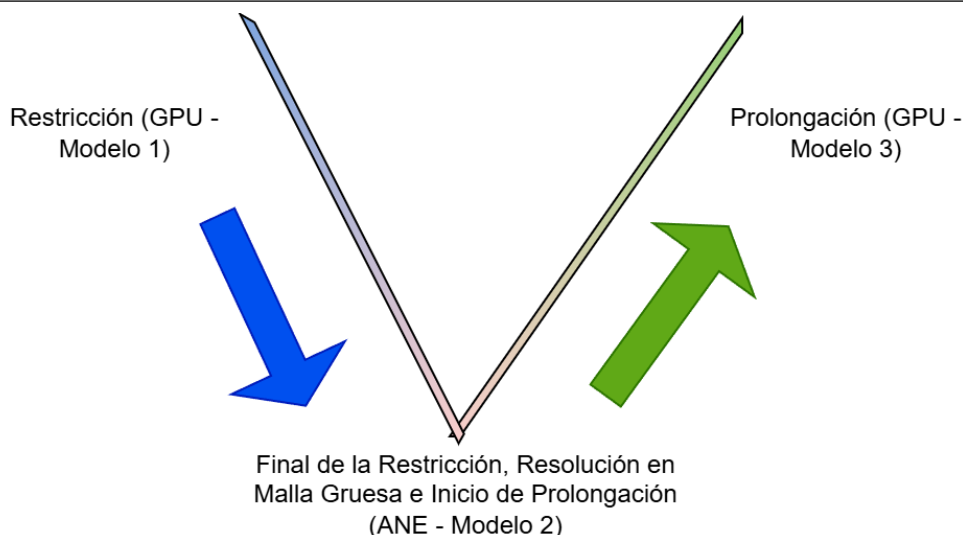 Restricción (GPU -
Modelo 1)
Prolongación (GPU -
Modelo 3)
Final de la Restricción, Resolución en
Malla Gruesa e Inicio de Prolongación
(ANE - Modelo 2)